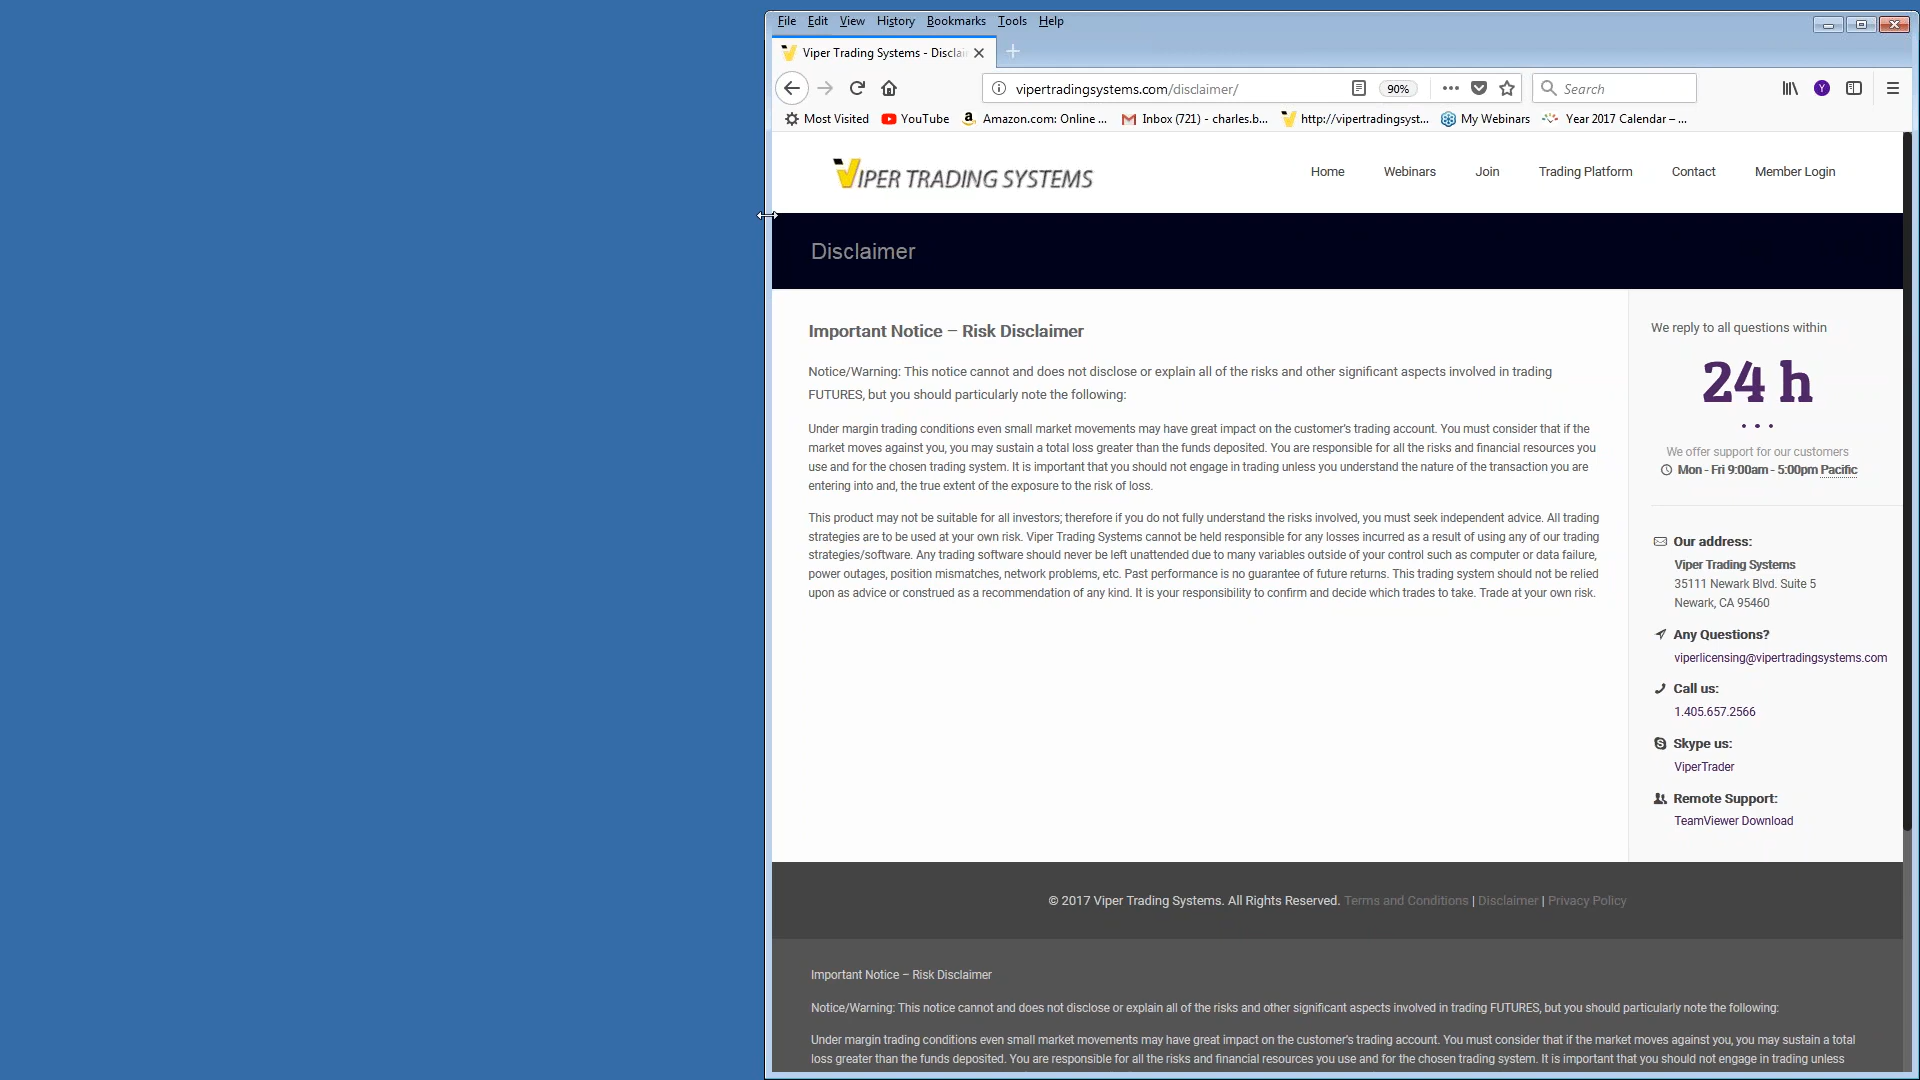 File Edit View History Bookmarks Tools Help
Viper Trading Systems - Disclai
vipertradingsystems.com/disclaimer/
90%
Search
Most Visited YouTube Amazon.com: Online ... Inbox (721) - charles.b... http://vipertradingsyst... My Webinars Year 2017 Calendar – ...
VIPER TRADING SYSTEMS
Home Webinars Join Trading Platform Contact Member Login
Disclaimer
Important Notice – Risk Disclaimer
Notice/Warning: This notice cannot and does not disclose or explain all of the risks and other significant aspects involved in trading
FUTURES, but you should particularly note the following:
Under margin trading conditions even small market movements may have great impact on the customer's trading account. You must consider that if the
market moves against you, you may sustain a total loss greater than the funds deposited. You are responsible for all the risks and financial resources you
use and for the chosen trading system. It is important that you should not engage in trading unless you understand the nature of the transaction you are
entering into and, the true extent of the exposure to the risk of loss.
This product may not be suitable for all investors; therefore if you do not fully understand the risks involved, you must seek independent advice. All trading
strategies are to be used at your own risk. Viper Trading Systems cannot be held responsible for any losses incurred as a result of using any of our trading
strategies/software. Any trading software should never be left unattended due to many variables outside of your control such as computer or data failure,
power outages, position mismatches, network problems, etc. Past performance is no guarantee of future returns. This trading system should not be relied
upon as advice or construed as a recommendation of any kind. It is your responsibility to confirm and decide which trades to take. Trade at your own risk.
We reply to all questions within
24 h
We offer support for our customers
Mon - Fri 9:00am - 5:00pm Pacific
Our address:
Viper Trading Systems
35111 Newark Blvd. Suite 5
Newark, CA 95460
Any Questions?
viperlicensing@vipertradingsystems.com
Call us:
1.405.657.2566
Skype us:
ViperTrader
Remote Support:
TeamViewer Download
© 2017 Viper Trading Systems. All Rights Reserved. Terms and Conditions | Disclaimer | Privacy Policy
Important Notice – Risk Disclaimer
Notice/Warning: This notice cannot and does not disclose or explain all of the risks and other significant aspects involved in trading FUTURES, but you should particularly note the following:
Under margin trading conditions even small market movements may have great impact on the customer's trading account. You must consider that if the market moves against you, you may sustain a total
loss greater than the funds deposited. You are responsible for all the risks and financial resources you use and for the chosen trading system. It is important that you should not engage in trading unless